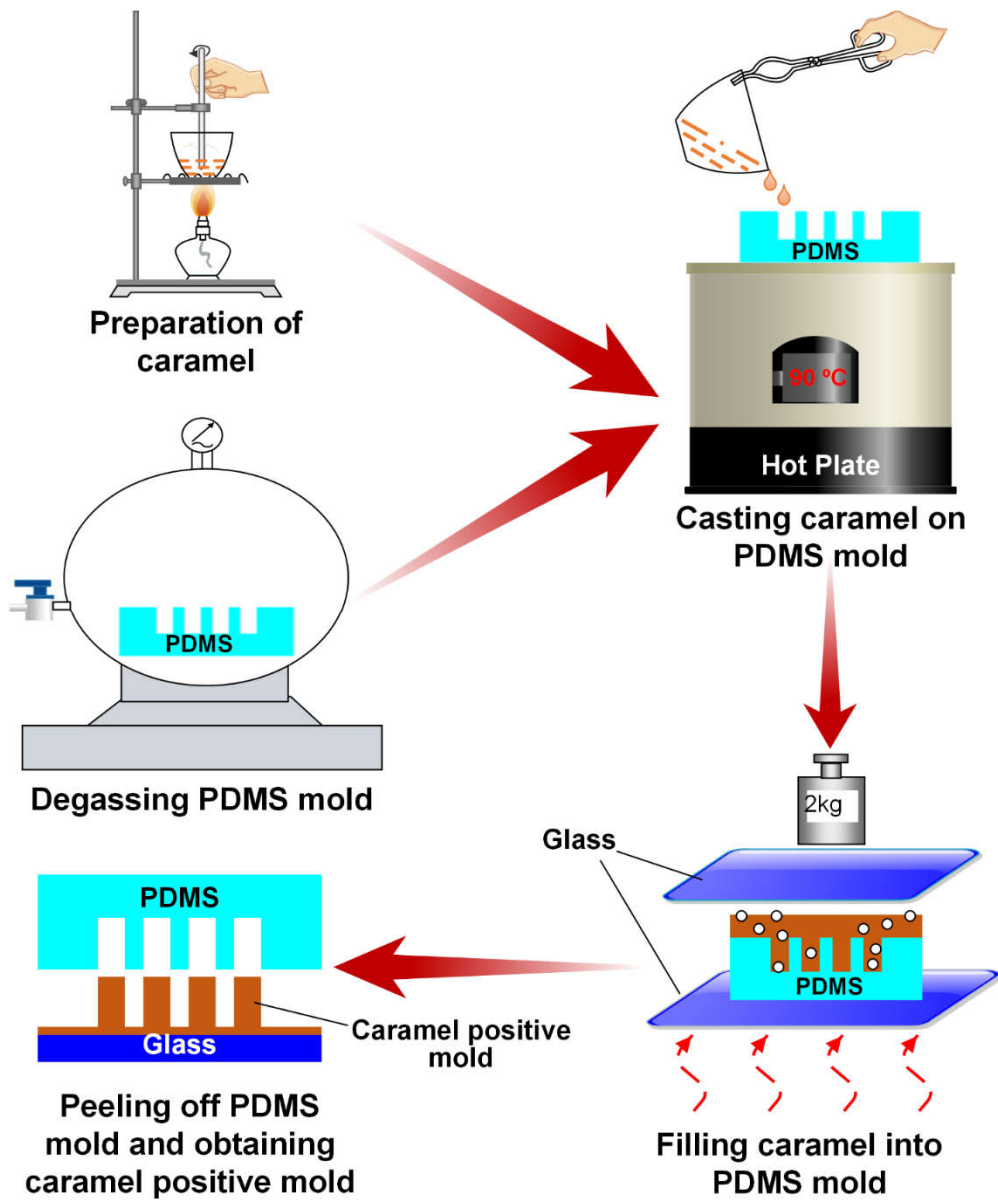 PDMS
90 ºC
Hot Plate
Preparation of
caramel
Casting caramel on
PDMS mold
PDMS
Degassing PDMS mold
2kg
Glass
PDMS
Filling caramel into
PDMS mold
PDMS
Caramel positive
mold
Glass
Peeling off PDMS
mold and obtaining
caramel positive mold